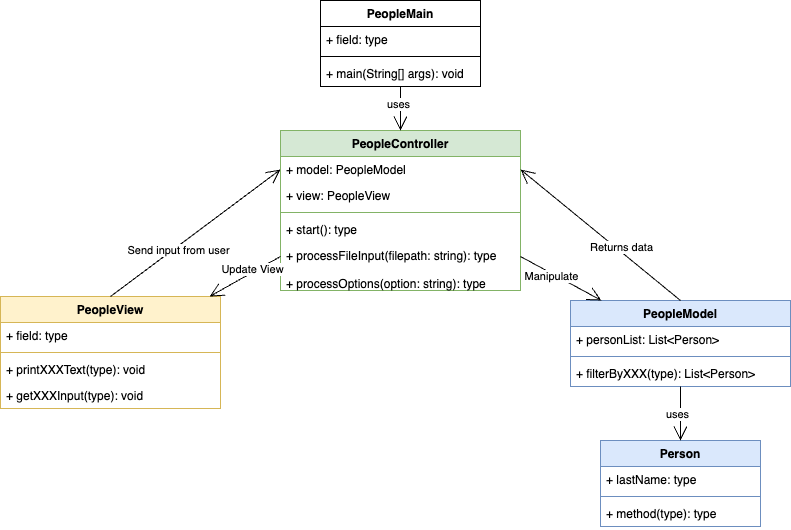 PeopleMain
+ field: type
+ main(String[] args): void
uses
PeopleController
+ model: PeopleModel
+ view: PeopleView
+ start(): type
+ processFileInput(filepath: string): type
+ processOptions(option: string): type
Send input from user
Update View
Returns data
Manipulate
PeopleView
+ field: type
+ printXXXText(type): void
+ getXXXInput(type): void
PeopleModel
+ personList: List<Person>
+ filterByXXX(type): List<Person>
uses
Person
+ lastName: type
+ method(type): type